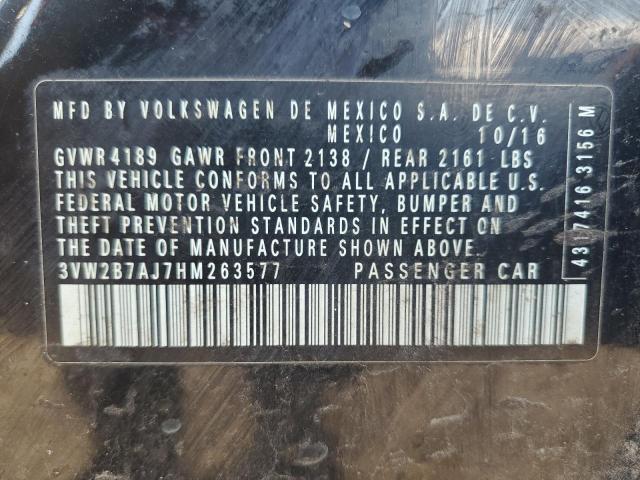 MFD BY VOLKSWAGEN DE MEXICO S.A. DE C.V.
MEXICO 10/16
GVWR 4189 GAWR FRONT 2138 / REAR 2161 LBS
THIS VEHICLE CONFORMS TO ALL APPLICABLE U.S.
FEDERAL MOTOR VEHICLE SAFETY, BUMPER AND
THEFT PREVENTION STANDARDS IN EFFECT ON
THE DATE OF MANUFACTURE SHOWN ABOVE.
3VW2B7AJ7HM263577 PASSENGER CAR
7416 3156 M